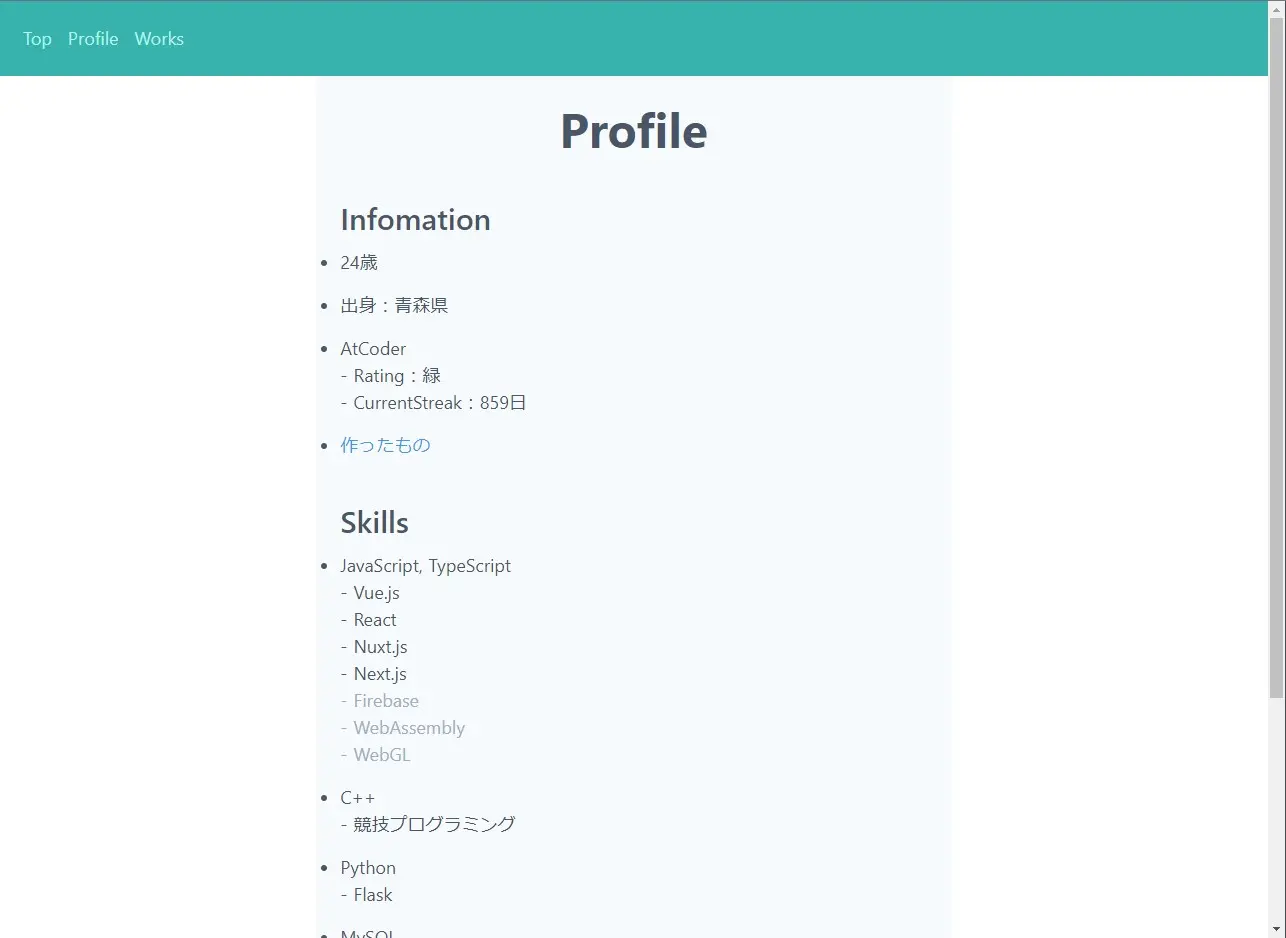 Top Profile Works
Profile
Infomation
24歳
出身：青森県
AtCoder
- Rating：緑
- CurrentStreak：859日
作ったもの
Skills
JavaScript, TypeScript
- Vue.js
- React
- Nuxt.js
- Next.js
- Firebase
- WebAssembly
- WebGL
C++
- 競技プログラミング
Python
- Flask
MySQL